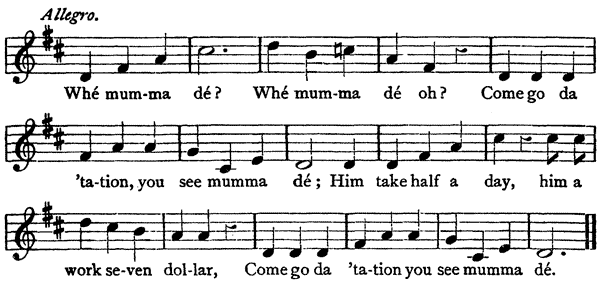 Allegro.
Whé mum-ma dé? Whé mum-ma dé oh? Come go da
'ta-tion, you see mumma dé; Him take half a day, him a
work se-ven dol-lar, Come go da 'ta-tion you see mumma dé.